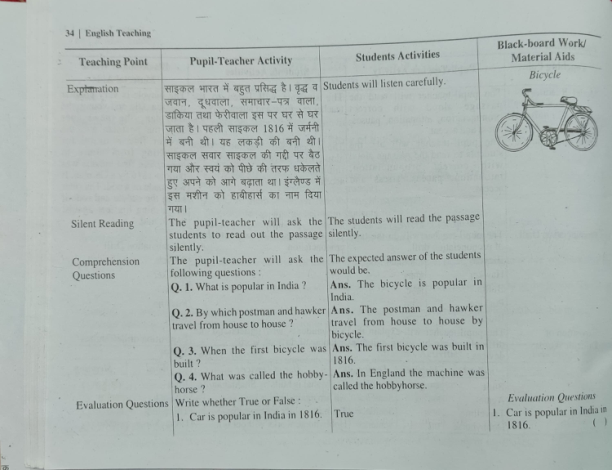 34 | English Teaching
Teaching Point
Pupil-Teacher Activity
Students Activities
Black-board Work/
Material Aids
Explanation
साइकल भारत में बहुत प्रसिद्ध है। वृद्ध व
जवान, दूधवाला, समाचार-पत्र वाला,
डाकिया तथा फेरीवाला इस पर घर से घर
जाता है। पहली साइकल 1816 में जर्मनी
में बनी थी। यह लकड़ी की बनी थी।
साइकल सवार साइकल की गद्दी पर बैठ
गया और स्वयं को पीछे की तरफ धकेलते
हुए अपने को आगे बढ़ाता था। इंग्लैण्ड में
इस मशीन को हाबीहार्स का नाम दिया
गया।
Students will listen carefully.
Bicycle
Silent Reading
The pupil-teacher will ask the
students to read out the passage
silently.
The students will read the passage
silently.
Comprehension
Questions
The pupil-teacher will ask the
following questions :
The expected answer of the students
would be.
Q. 1. What is popular in India ?
Ans. The bicycle is popular in
India.
Q. 2. By which postman and hawker
travel from house to house ?
Ans. The postman and hawker
travel from house to house by
bicycle.
Q. 3. When the first bicycle was
built ?
Ans. The first bicycle was built in
1816.
Q. 4. What was called the hobby-
horse ?
Ans. In England the machine was
called the hobbyhorse.
Evaluation Questions
Write whether True or False :
1. Car is popular in India in 1816.
True
Evaluation Questions
1. Car is popular in India in
1816. ( )